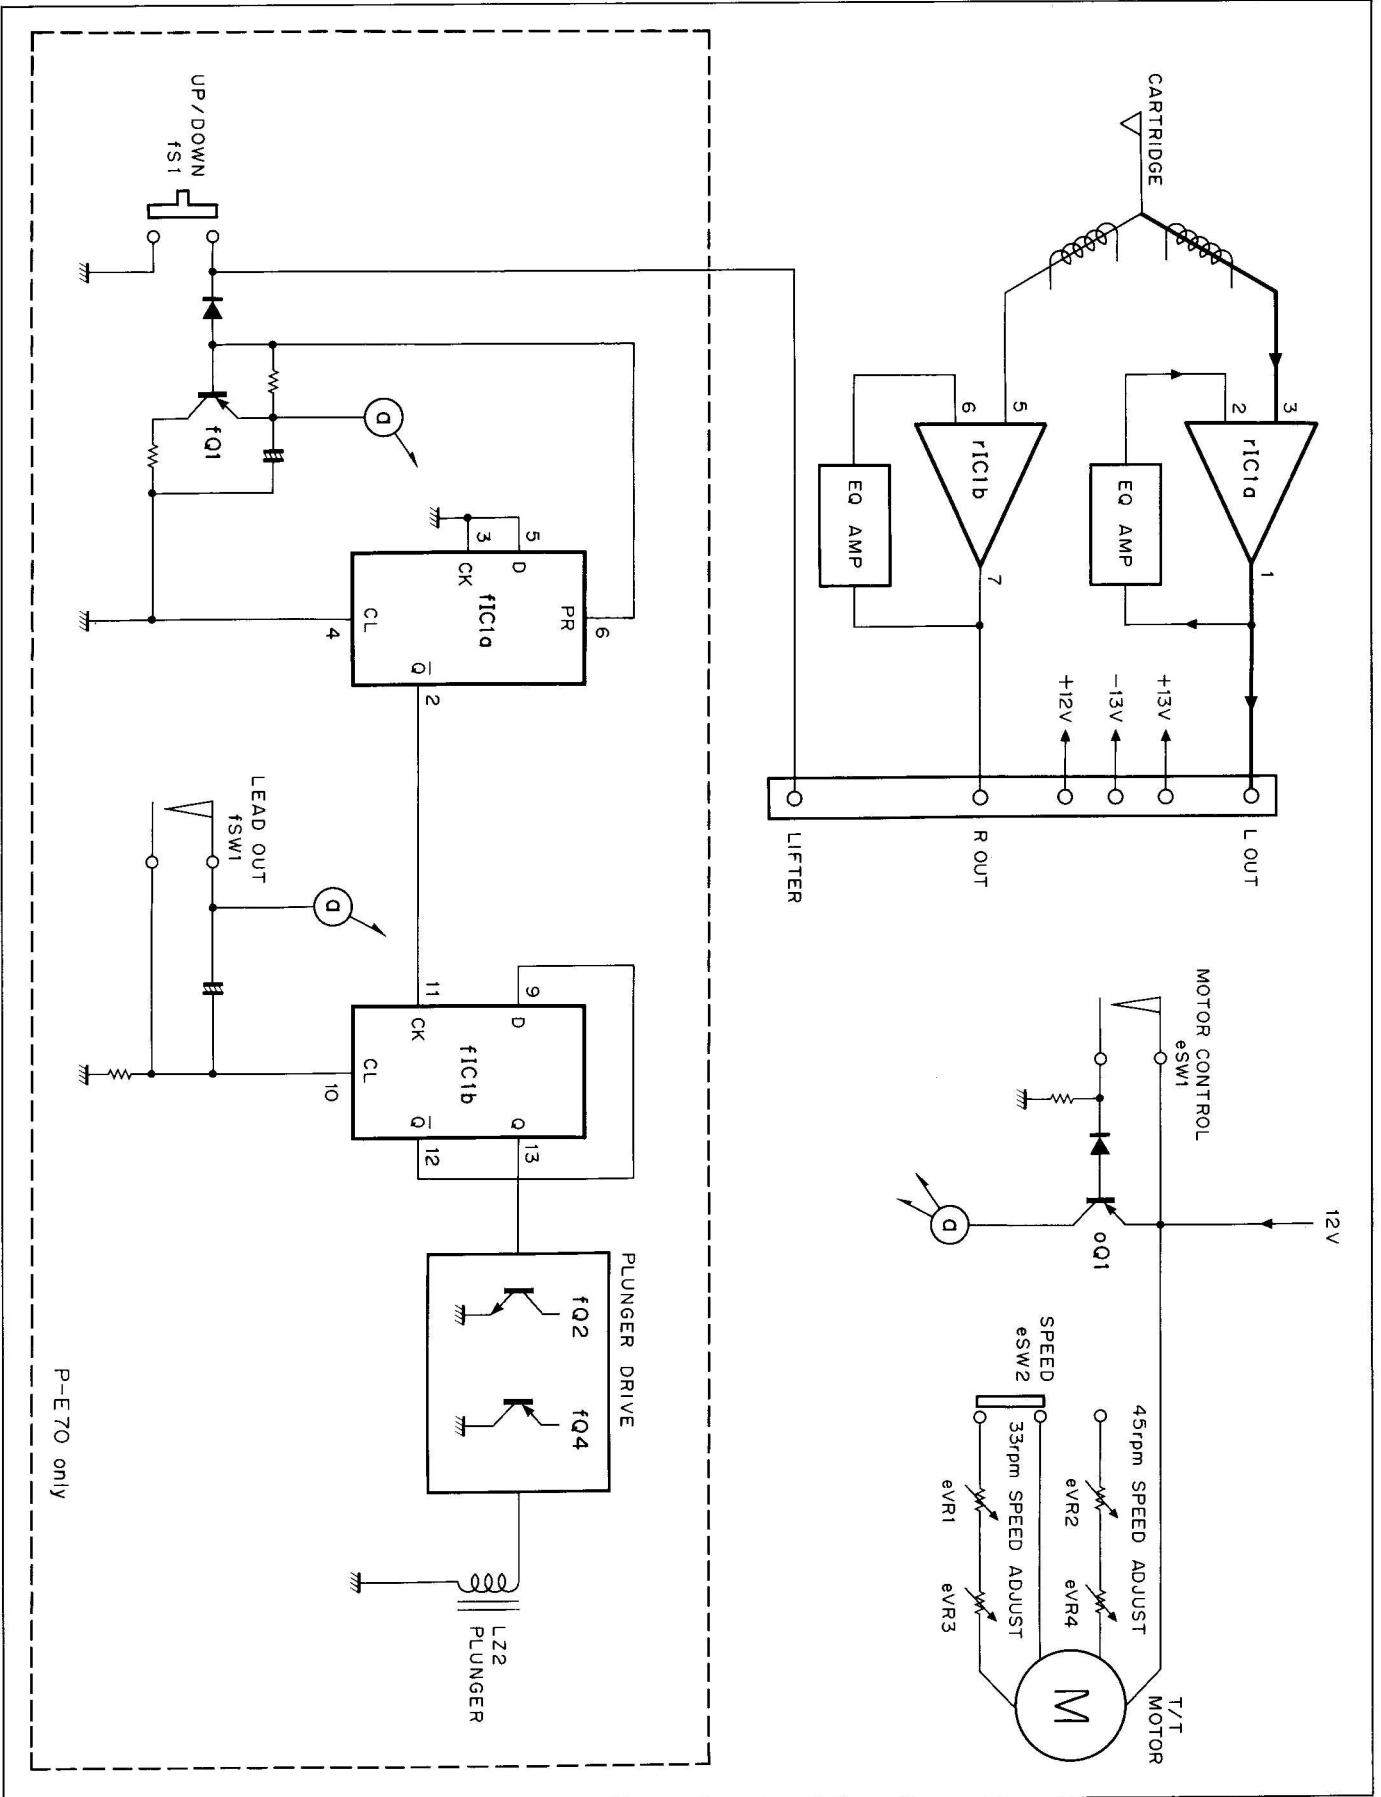 CARTRIDGE
3
2
rIC1a
1
EQ AMP
5
6
rIC1b
7
EQ AMP
+13V
-13V
+12V
L OUT
R OUT
LIFTER
MOTOR CONTROL
eSW1
12V
oQ1
a
SPEED
eSW2
45rpm SPEED ADJUST
eVR2
eVR4
33rpm SPEED ADJUST
eVR1
eVR3
M
T/T
MOTOR
UP/DOWN
fS1
fQ1
a
5
3
D
CK
PR
6
fIC1a
CL
4
Q
2
LEAD OUT
fSW1
a
9
11
D
CK
fIC1b
CL
10
Q
Q
13
12
PLUNGER DRIVE
fQ2
fQ4
LZ2
PLUNGER
P-E70 only